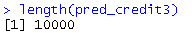 > length(pred_credit3)
[1] 10000